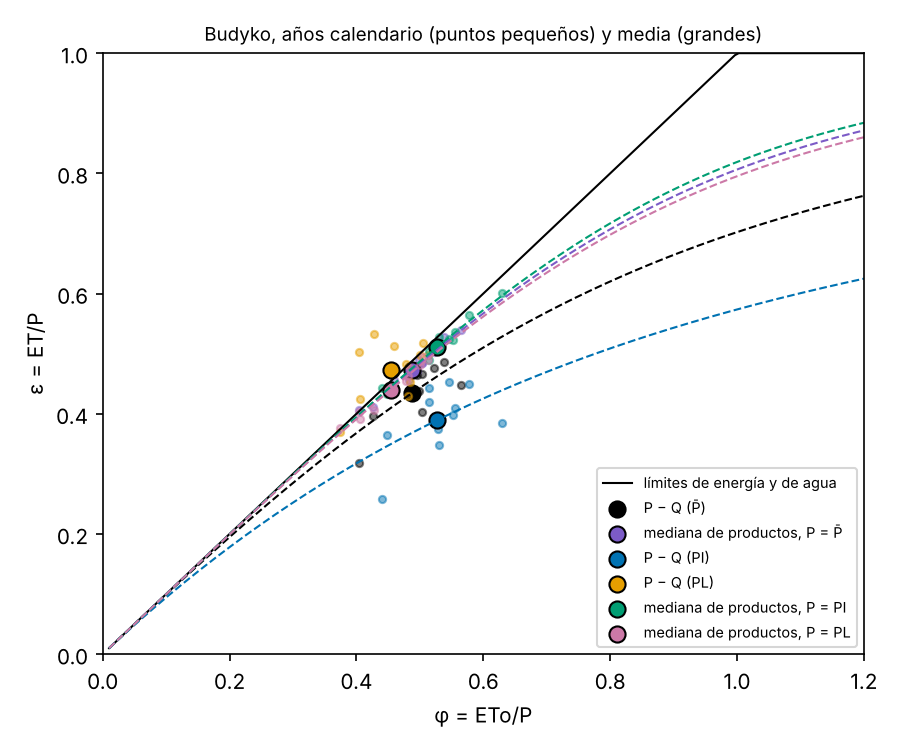 Budyko, años calendario (puntos pequeños) y media (grandes)
1.0
0.8
0.6
0.4
0.2
0.0
ε = ET/P
0.0 0.2 0.4 0.6 0.8 1.0 1.2
φ = ETo/P
límites de energía y de agua
P − Q (P̄)
mediana de productos, P = P̄
P − Q (PI)
P − Q (PL)
mediana de productos, P = PI
mediana de productos, P = PL